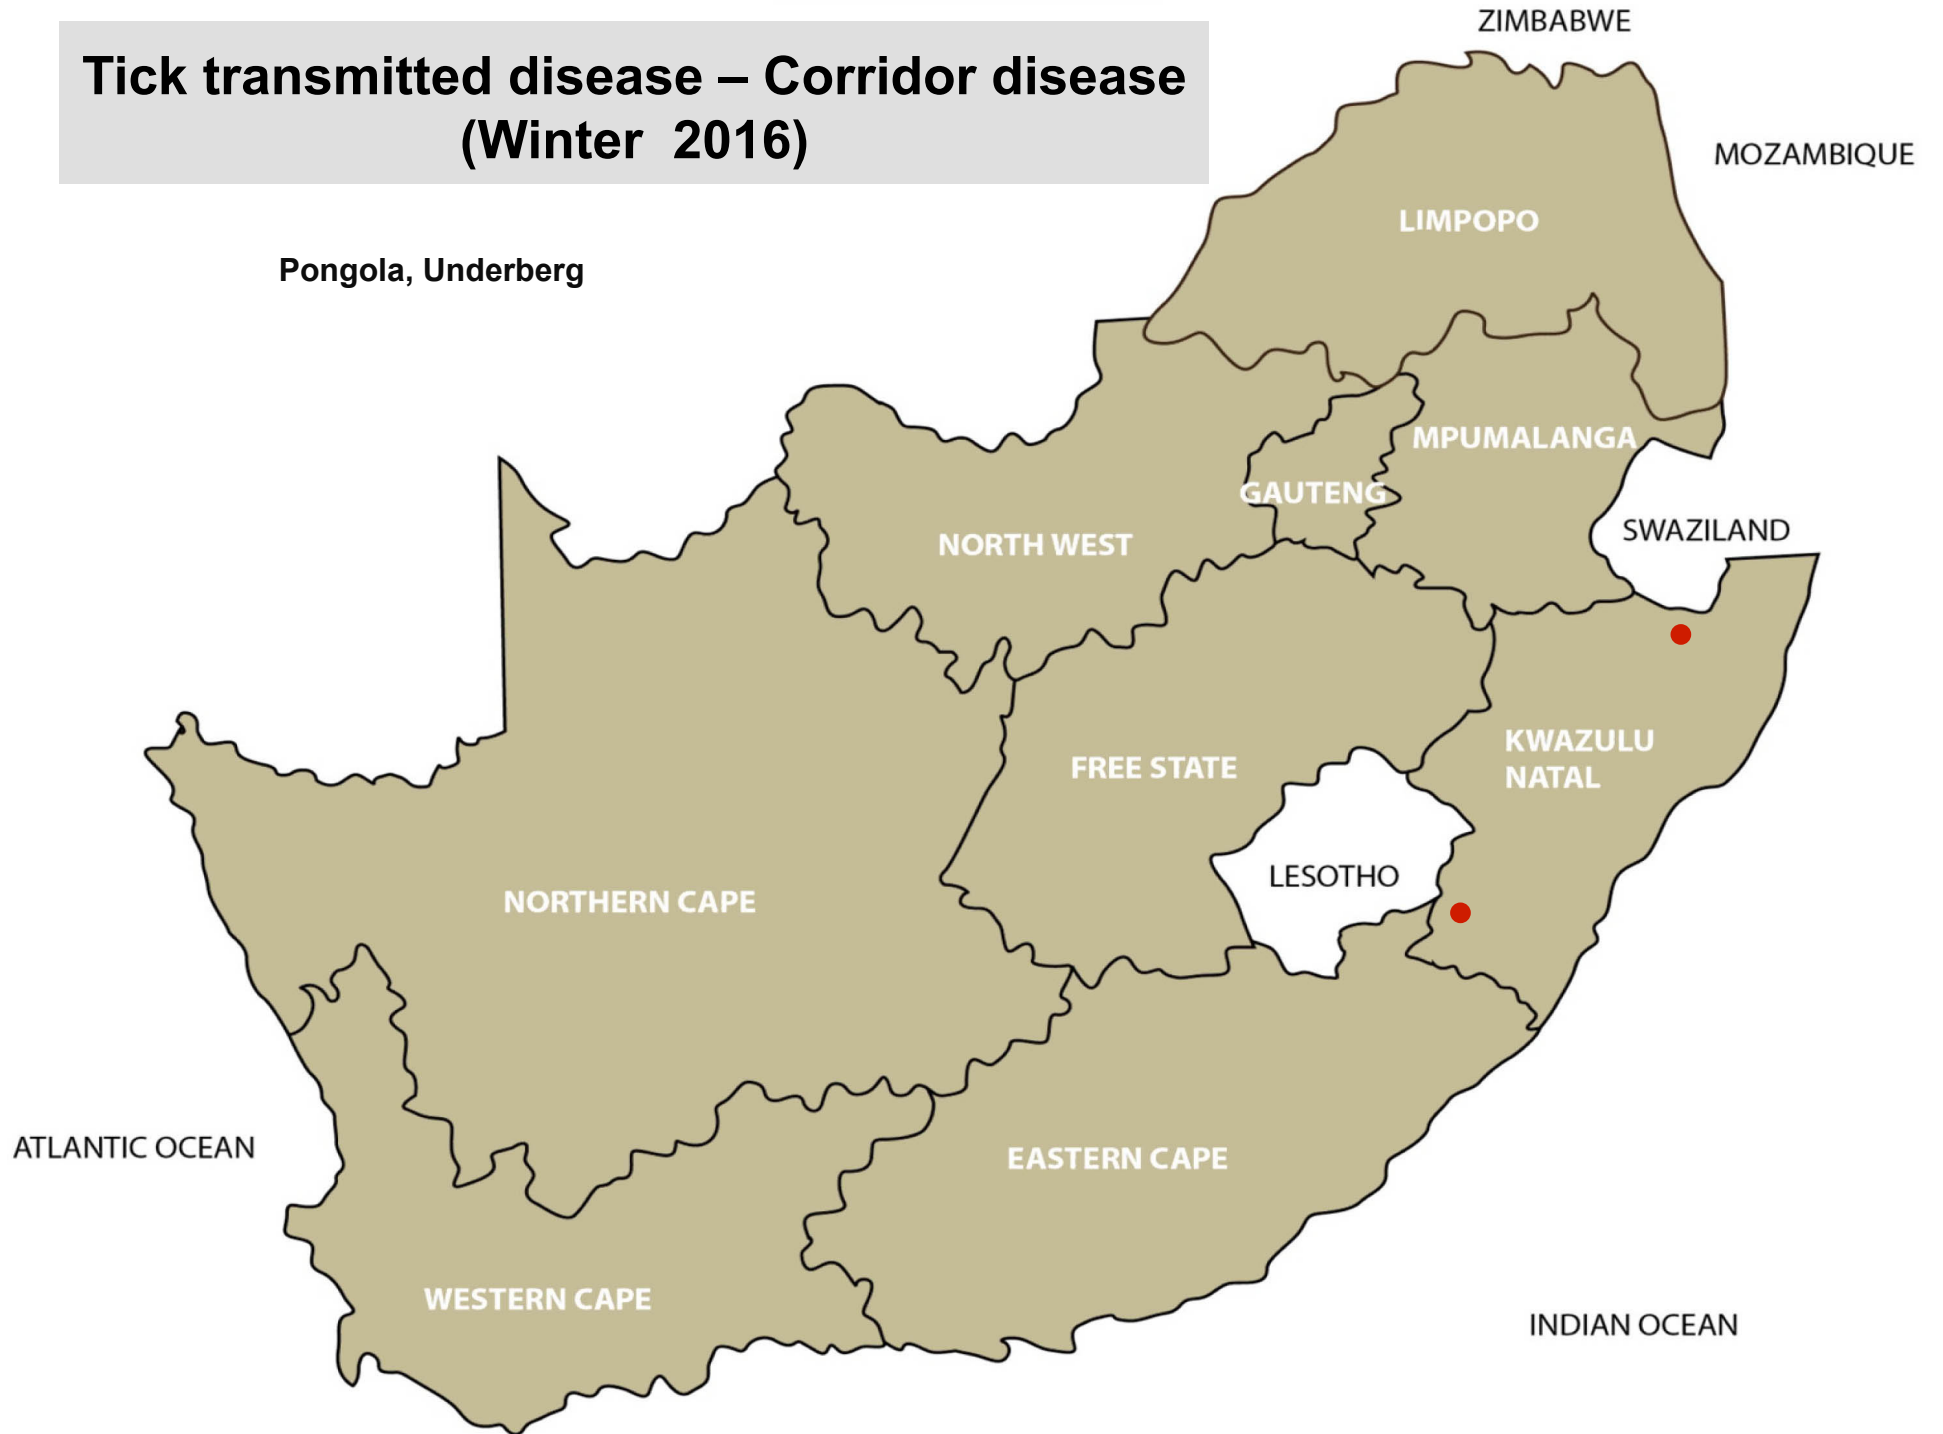 ZIMBABWE
Tick transmitted disease – Corridor disease
(Winter 2016)
MOZAMBIQUE
LIMPOPO
Pongola, Underberg
MPUMALANGA
GAUTENG
SWAZILAND
NORTH WEST
KWAZULU
NATAL
FREE STATE
LESOTHO
NORTHERN CAPE
ATLANTIC OCEAN
EASTERN CAPE
WESTERN CAPE
INDIAN OCEAN